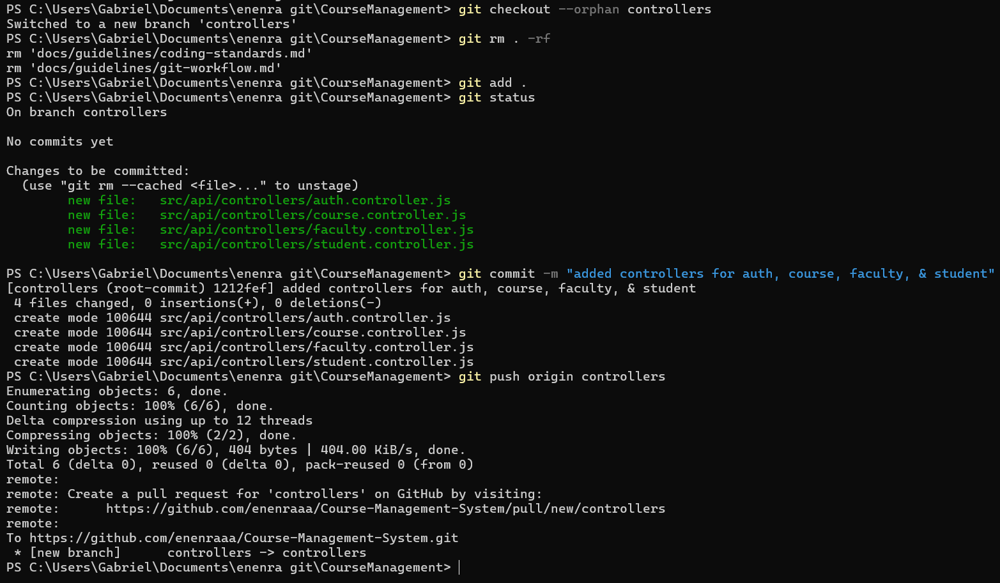 PS C:\Users\Gabriel\Documents\enenra git\CourseManagement> git checkout --orphan controllers
Switched to a new branch 'controllers'
PS C:\Users\Gabriel\Documents\enenra git\CourseManagement> git rm . -rf
rm 'docs/guidelines/coding-standards.md'
rm 'docs/guidelines/git-workflow.md'
PS C:\Users\Gabriel\Documents\enenra git\CourseManagement> git add .
PS C:\Users\Gabriel\Documents\enenra git\CourseManagement> git status
On branch controllers

No commits yet

Changes to be committed:
  (use "git rm --cached <file>..." to unstage)
        new file:   src/api/controllers/auth.controller.js
        new file:   src/api/controllers/course.controller.js
        new file:   src/api/controllers/faculty.controller.js
        new file:   src/api/controllers/student.controller.js

PS C:\Users\Gabriel\Documents\enenra git\CourseManagement> git commit -m "added controllers for auth, course, faculty, & student"
[controllers (root-commit) 1212fef] added controllers for auth, course, faculty, & student
 4 files changed, 0 insertions(+), 0 deletions(-)
 create mode 100644 src/api/controllers/auth.controller.js
 create mode 100644 src/api/controllers/course.controller.js
 create mode 100644 src/api/controllers/faculty.controller.js
 create mode 100644 src/api/controllers/student.controller.js
PS C:\Users\Gabriel\Documents\enenra git\CourseManagement> git push origin controllers
Enumerating objects: 6, done.
Counting objects: 100% (6/6), done.
Delta compression using up to 12 threads
Compressing objects: 100% (2/2), done.
Writing objects: 100% (6/6), 404 bytes | 404.00 KiB/s, done.
Total 6 (delta 0), reused 0 (delta 0), pack-reused 0 (from 0)
remote:
remote: Create a pull request for 'controllers' on GitHub by visiting:
remote:      https://github.com/enenraaa/Course-Management-System/pull/new/controllers
remote:
To https://github.com/enenraaa/Course-Management-System.git
 * [new branch]      controllers -> controllers
PS C:\Users\Gabriel\Documents\enenra git\CourseManagement>